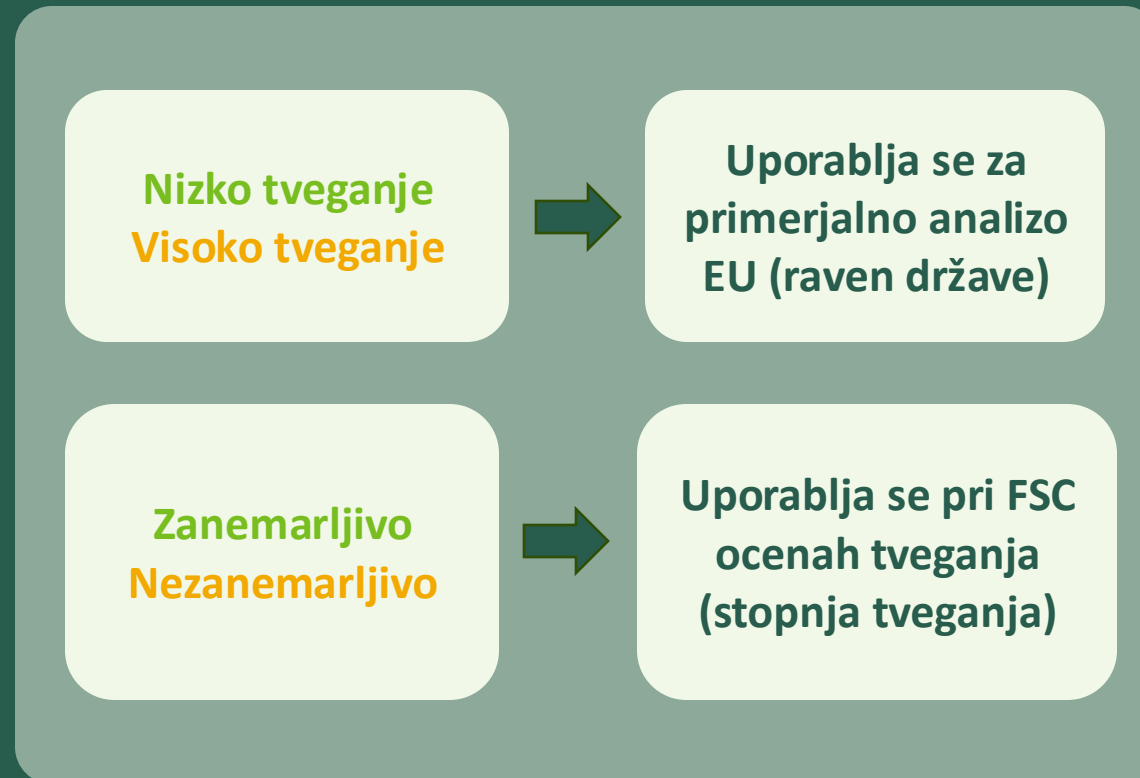 Nizko tveganje
Visoko tveganje
Uporablja se za
primerjalno analizo
EU (raven države)
Zanemarljivo
Nezanemarljivo
Uporablja se pri FSC
ocenah tveganja
(stopnja tveganja)